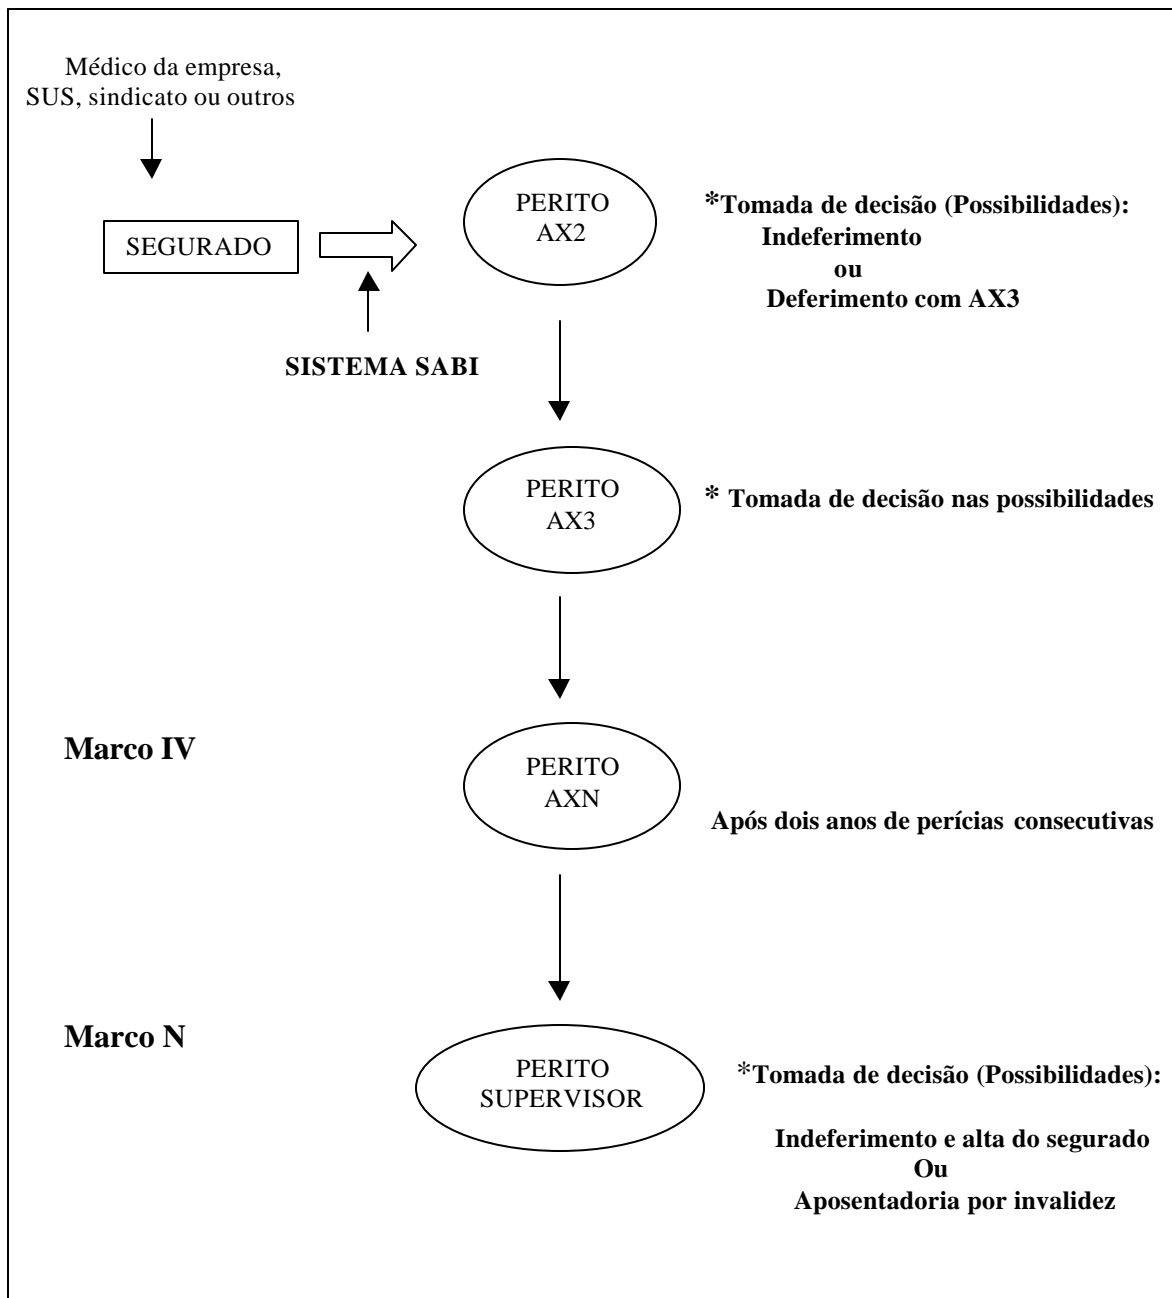 Médico da empresa,
SUS, sindicato ou outros
SEGURADO
SISTEMA SABI
PERITO
AX2
*Tomada de decisão (Possibilidades):
Indeferimento
ou
Deferimento com AX3
PERITO
AX3
* Tomada de decisão nas possibilidades
Marco IV
PERITO
AXN
Após dois anos de perícias consecutivas
Marco N
PERITO
SUPERVISOR
*Tomada de decisão (Possibilidades):
Indeferimento e alta do segurado
Ou
Aposentadoria por invalidez